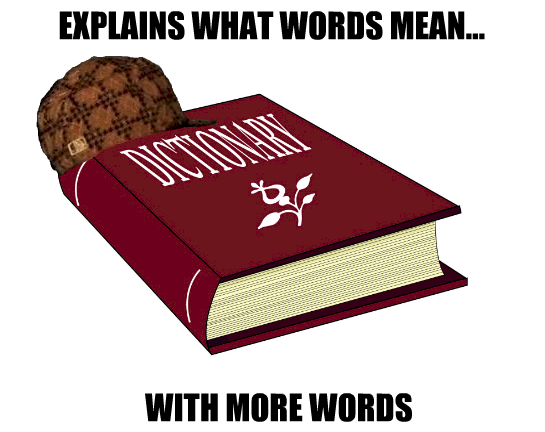 EXPLAINS WHAT WORDS MEAN...
DICTIONARY
WITH MORE WORDS